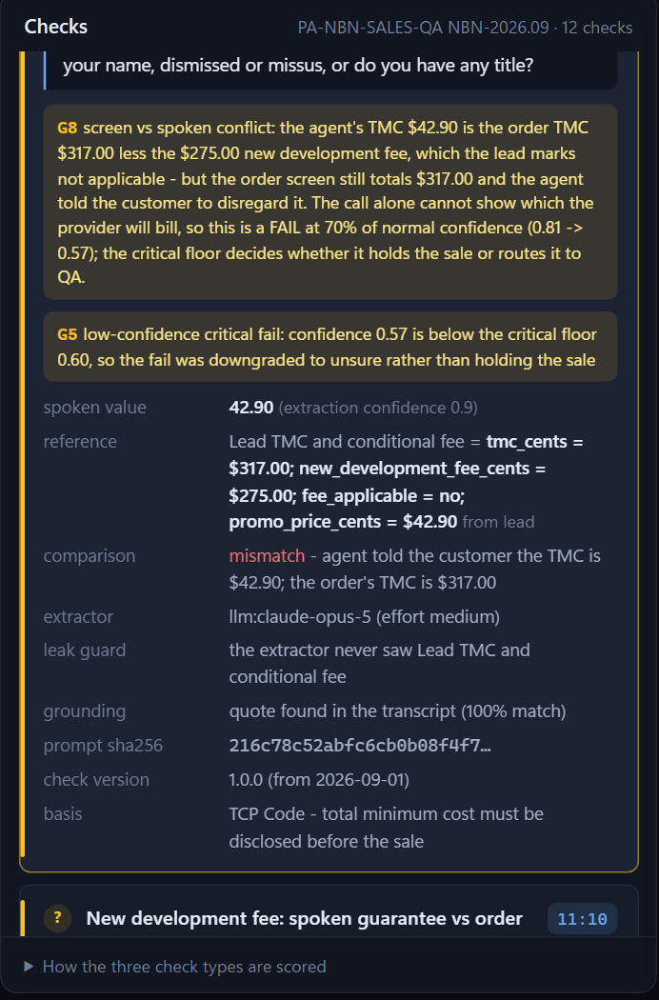 Checks
PA-NBN-SALES-QA NBN-2026.09 · 12 checks
your name, dismissed or missus, or do you have any title?
G8 screen vs spoken conflict: the agent's TMC $42.90 is the order TMC
$317.00 less the $275.00 new development fee, which the lead marks
not applicable - but the order screen still totals $317.00 and the agent
told the customer to disregard it. The call alone cannot show which the
provider will bill, so this is a FAIL at 70% of normal confidence (0.81 ->
0.57); the critical floor decides whether it holds the sale or routes it to
QA.
G5 low-confidence critical fail: confidence 0.57 is below the critical floor
0.60, so the fail was downgraded to unsure rather than holding the sale
spoken value
42.90 (extraction confidence 0.9)
reference
Lead TMC and conditional fee = tmc_cents =
$317.00; new_development_fee_cents =
$275.00; fee_applicable = no;
promo_price_cents = $42.90 from lead
comparison
mismatch - agent told the customer the TMC is
$42.90; the order's TMC is $317.00
extractor
llm:claude-opus-5 (effort medium)
leak guard
the extractor never saw Lead TMC and
conditional fee
grounding
quote found in the transcript (100% match)
prompt sha256
216c78c52abfc6cb0b08f4f7…
check version
1.0.0 (from 2026-09-01)
basis
TCP Code - total minimum cost must be
disclosed before the sale
? New development fee: spoken guarantee vs order 11:10
▶ How the three check types are scored